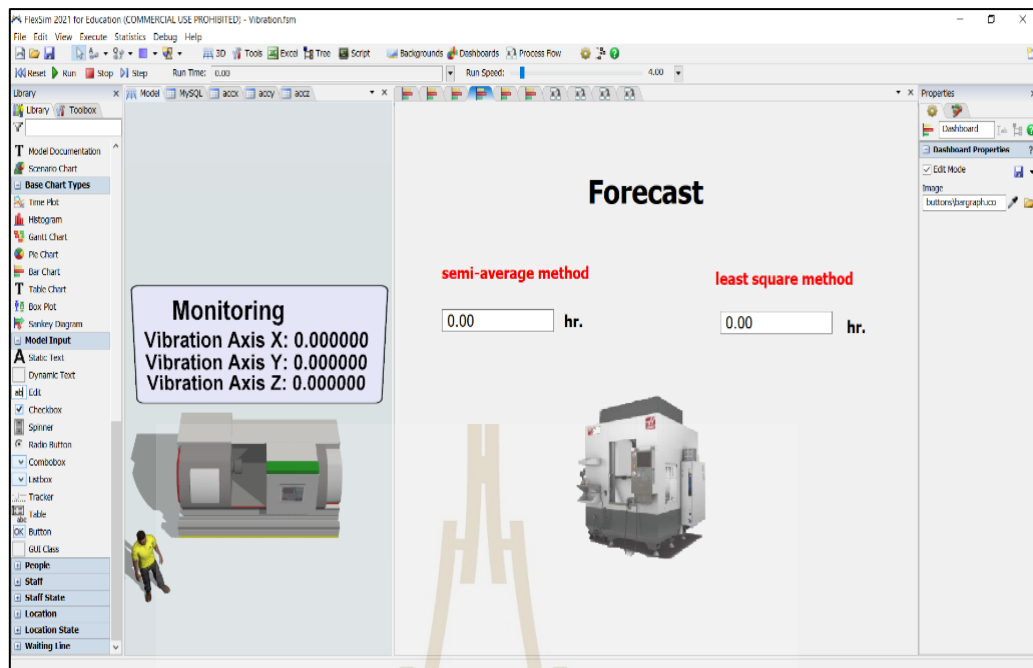 FlexSim 2021 for Education (COMMERCIAL USE PROHIBITED) - Vibration.fsm
File Edit View Execute Statistics Debug Help
3D Tools Excel Tree Script Backgrounds Dashboards Process Flow
Reset Run Stop Step Run Time: 0.00 Run Speed: 4.00
Library
Library Toolbox
Model Documentation
Scenario Chart
Base Chart Types
Time Plot
Histogram
Gantt Chart
Pie Chart
Bar Chart
Table Chart
Box Plot
Sankey Diagram
Model Input
Static Text
Dynamic Text
Edit
Checkbox
Spinner
Radio Button
Combobox
Listbox
Tracker
Table
Button
GUI Class
People
Staff
Staff State
Location
Location State
Waiting Line
Model MySQL accx accy accz
Monitoring
Vibration Axis X: 0.000000
Vibration Axis Y: 0.000000
Vibration Axis Z: 0.000000
Forecast
semi-average method
0.00 hr.
least square method
0.00 hr.
Properties
Dashboard
Dashboard Properties
Edit Mode
Image
buttons\bargraph.ico